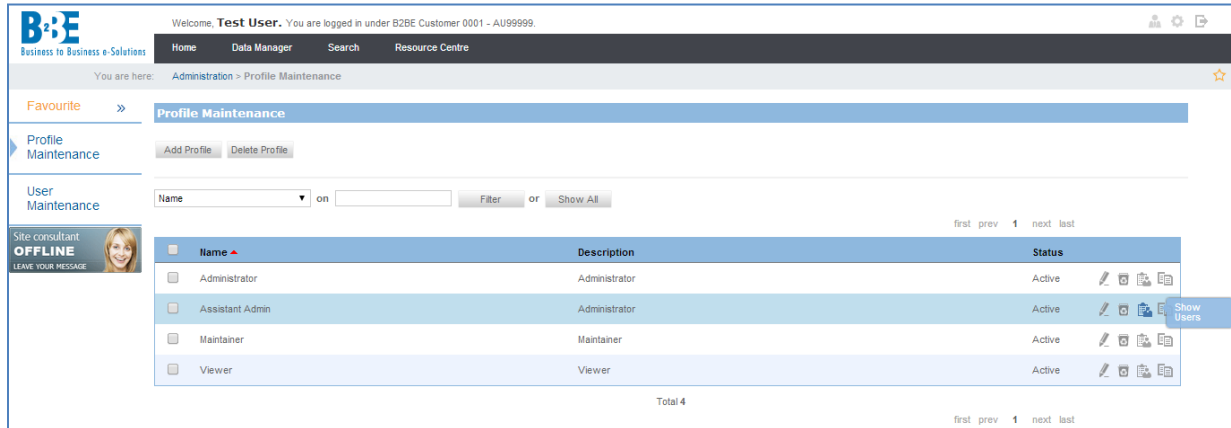 B2BE
Business to Business e-Solutions
Welcome, Test User. You are logged in under B2BE Customer 0001 - AU99999.
Home Data Manager Search Resource Centre
You are here: Administration > Profile Maintenance
Favourite »
Profile
Maintenance
User
Maintenance
Site consultant
OFFLINE
LEAVE YOUR MESSAGE
Profile Maintenance
Add Profile Delete Profile
Name on Filter or Show All
first prev 1 next last
Name Description Status
Administrator Administrator Active
Assistant Admin Administrator Active
Show
Users
Maintainer Maintainer Active
Viewer Viewer Active
Total 4
first prev 1 next last